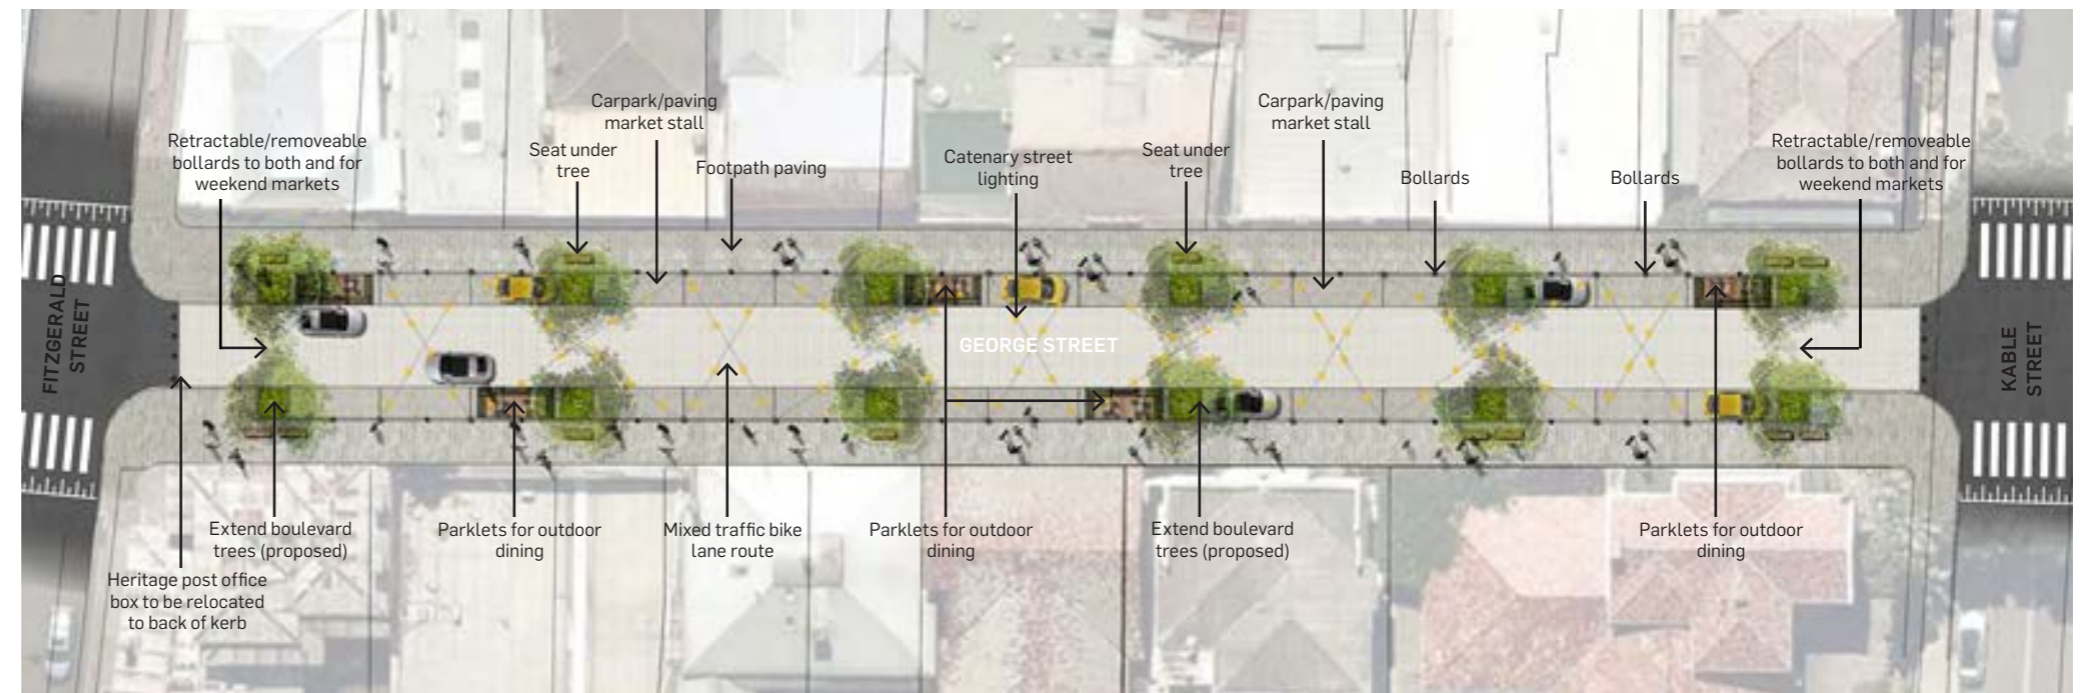 Carpark/paving
market stall
Carpark/paving
market stall
Retractable/removeable
bollards to both and for
weekend markets
Seat under
tree
Footpath paving
Catenary street
lighting
Seat under
tree
Bollards
Bollards
Retractable/removeable
bollards to both and for
weekend markets
FITZGERALD
STREET
GEORGE STREET
KABLE
STREET
Extend boulevard
trees (proposed)
Parklets for outdoor
dining
Mixed traffic bike
lane route
Parklets for outdoor
dining
Extend boulevard
trees (proposed)
Parklets for outdoor
dining
Heritage post office
box to be relocated
to back of kerb